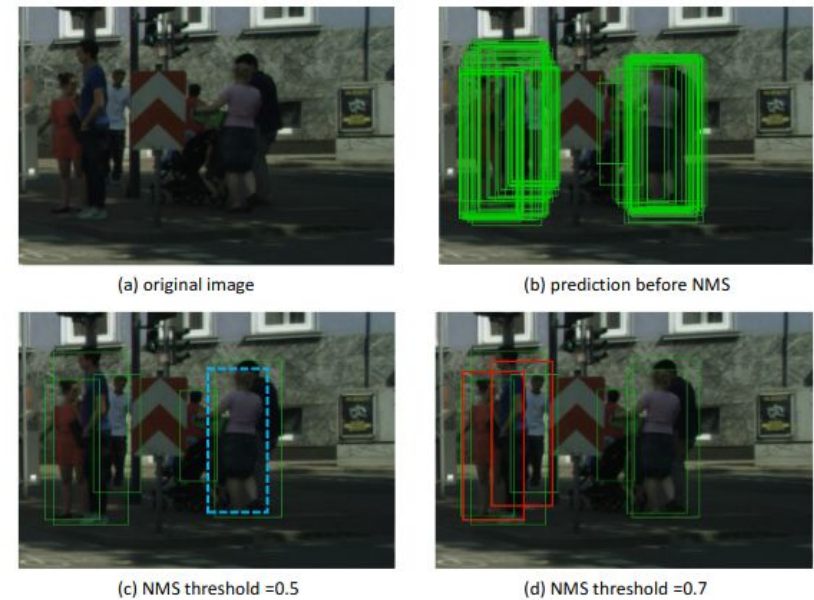 (a) original image
(b) prediction before NMS
(c) NMS threshold =0.5
(d) NMS threshold =0.7